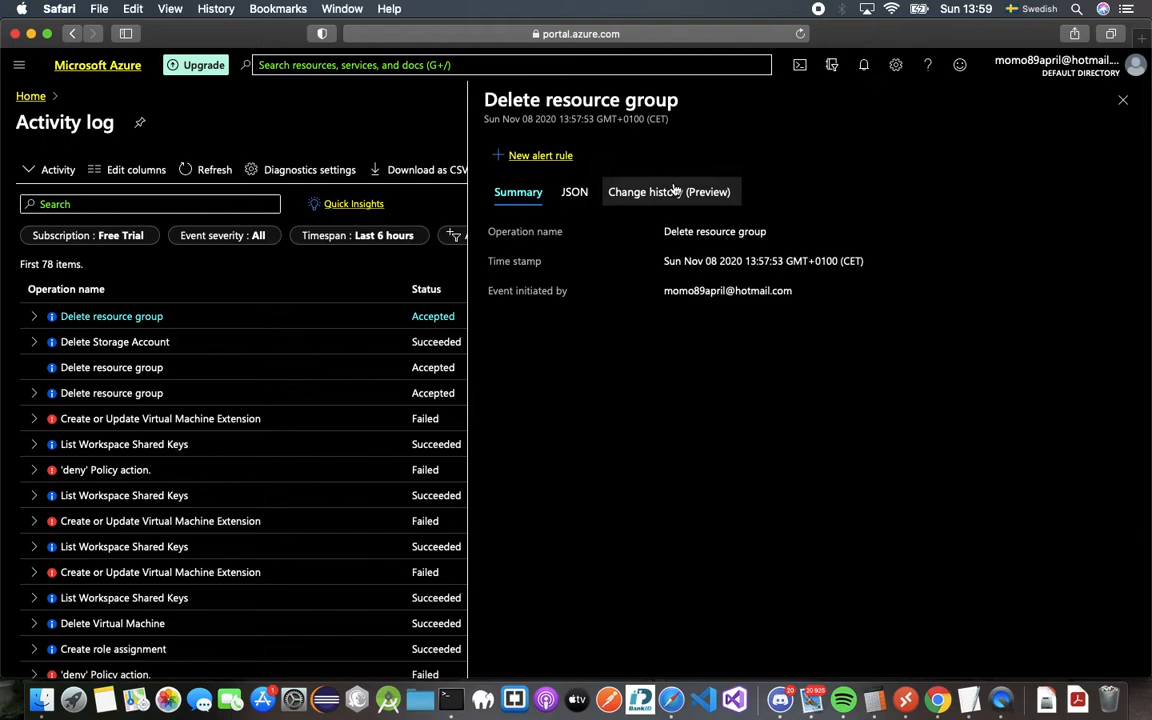 Safari File Edit View History Bookmarks Window Help Sun 13:59 Swedish
portal.azure.com
Microsoft Azure Upgrade Search resources, services, and docs (G+/) momo89april@hotmail....
DEFAULT DIRECTORY
Home
Activity log
Activity Edit columns Refresh Diagnostics settings Download as CSV
Search Quick Insights
Subscription : Free Trial Event severity : All Timespan : Last 6 hours
First 78 items.
Operation name Status
Delete resource group Accepted
Delete Storage Account Succeeded
Delete resource group Accepted
Delete resource group Accepted
Create or Update Virtual Machine Extension Failed
List Workspace Shared Keys Succeeded
'deny' Policy action. Failed
List Workspace Shared Keys Succeeded
Create or Update Virtual Machine Extension Failed
List Workspace Shared Keys Succeeded
Create or Update Virtual Machine Extension Failed
List Workspace Shared Keys Succeeded
Delete Virtual Machine Succeeded
Create role assignment Succeeded
'deny' Policy action. Failed
Delete resource group
Sun Nov 08 2020 13:57:53 GMT+0100 (CET)
New alert rule
Summary JSON Change history (Preview)
Operation name Delete resource group
Time stamp Sun Nov 08 2020 13:57:53 GMT+0100 (CET)
Event initiated by momo89april@hotmail.com